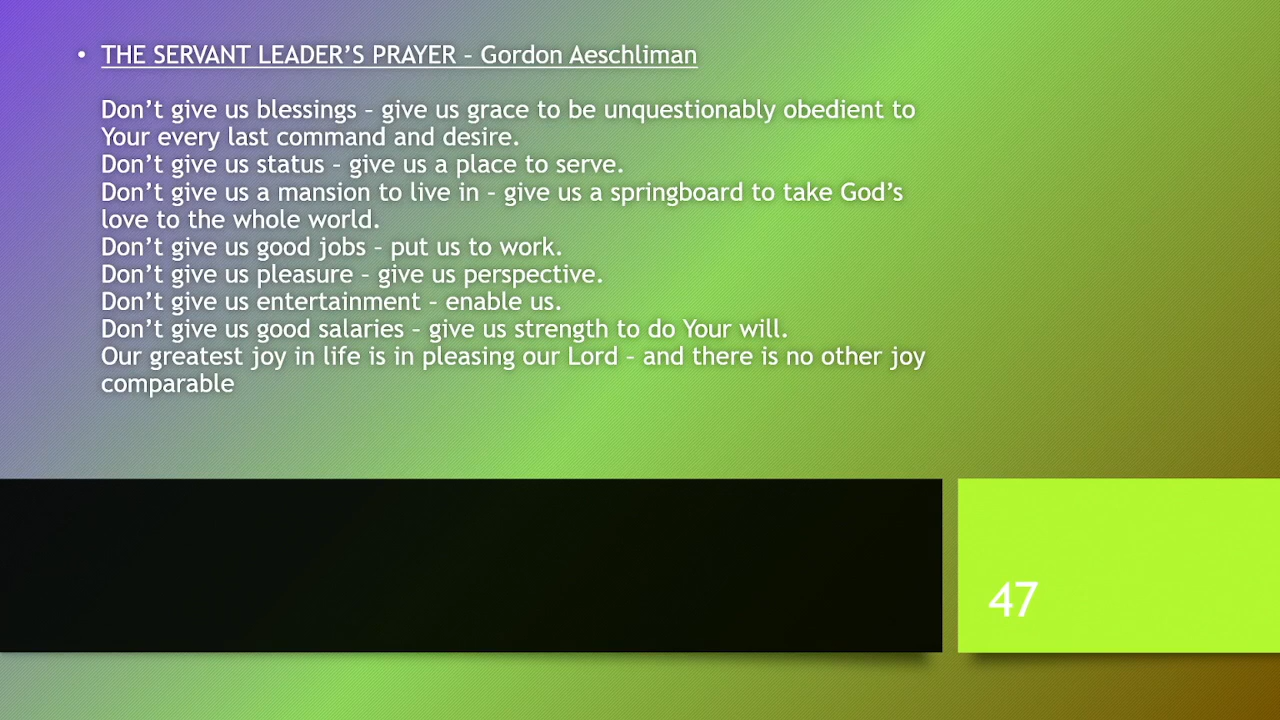 • THE SERVANT LEADER’S PRAYER – Gordon Aeschliman
Don’t give us blessings – give us grace to be unquestionably obedient to
Your every last command and desire.
Don’t give us status – give us a place to serve.
Don’t give us a mansion to live in – give us a springboard to take God’s
love to the whole world.
Don’t give us good jobs – put us to work.
Don’t give us pleasure – give us perspective.
Don’t give us entertainment – enable us.
Don’t give us good salaries – give us strength to do Your will.
Our greatest joy in life is in pleasing our Lord – and there is no other joy
comparable
47